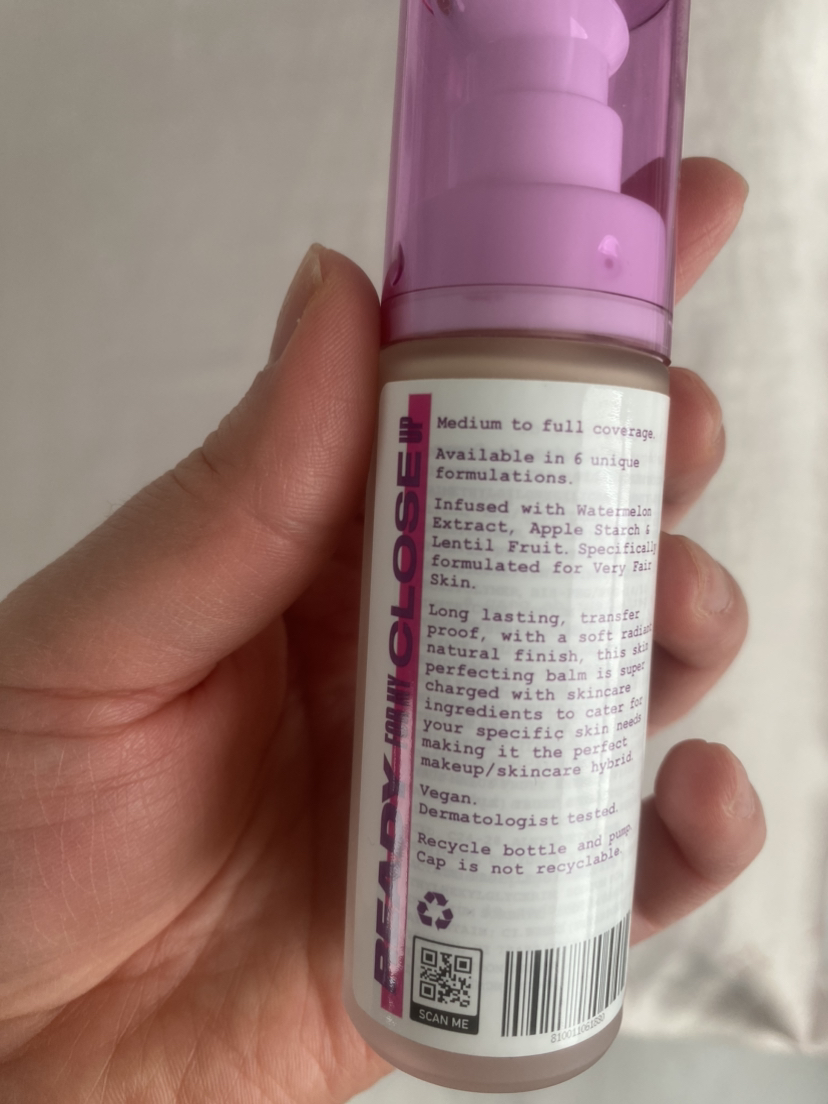 READY FOR MY CLOSE UP
Medium to full coverage.
Available in 6 unique
formulations.
Infused with Watermelon
Extract, Apple Starch &
Lentil Fruit. Specifically
formulated for Very Fair
Skin.
Long lasting, transfer
proof, with a soft radiant
natural finish, this skin
perfecting balm is super
charged with skincare
ingredients to cater for
your specific skin needs
making it the perfect
makeup/skincare hybrid.
Vegan.
Dermatologist tested.
Recycle bottle and pump.
Cap is not recyclable.
SCAN ME